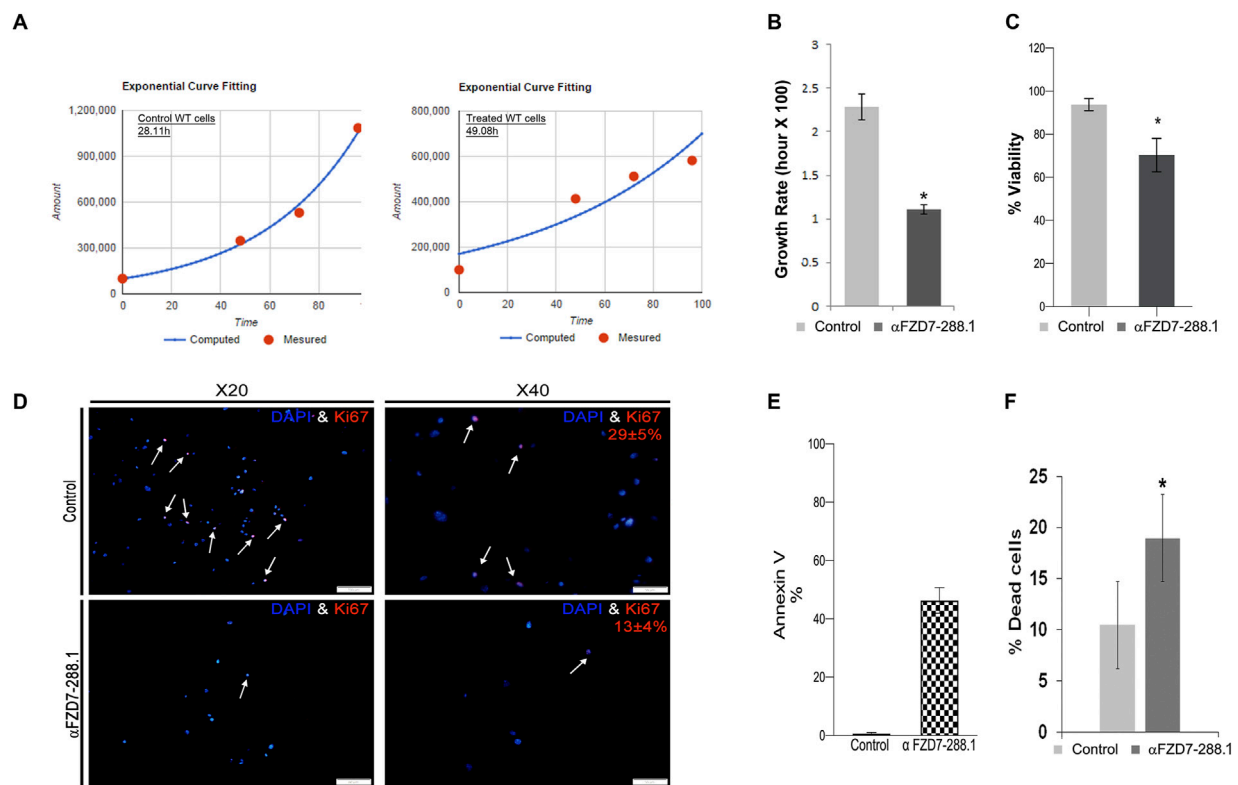 A
Exponential Curve Fitting
1,200,000
900,000
600,000
300,000
0
Amount
Control WT cells
28.11h
0
20
40
60
80
Time
Computed
Mesured
Exponential Curve Fitting
800,000
600,000
400,000
200,000
0
Amount
Treated WT cells
49.08h
0
20
40
60
80
100
Time
Computed
Mesured
B
Growth Rate (hour X 100)
3
2.5
2
1.5
1
0.5
0
*
Control
αFZD7-288.1
C
% Viability
120
100
80
60
40
20
0
*
Control
αFZD7-288.1
D
X20
X40
Control
DAPI & Ki67
DAPI & Ki67
29±5%
αFZD7-288.1
DAPI & Ki67
DAPI & Ki67
13±4%
E
Annexin V
%
100
80
60
40
20
0
Control
α FZD7-288.1
F
% Dead cells
25
20
15
10
5
0
*
Control
αFZD7-288.1